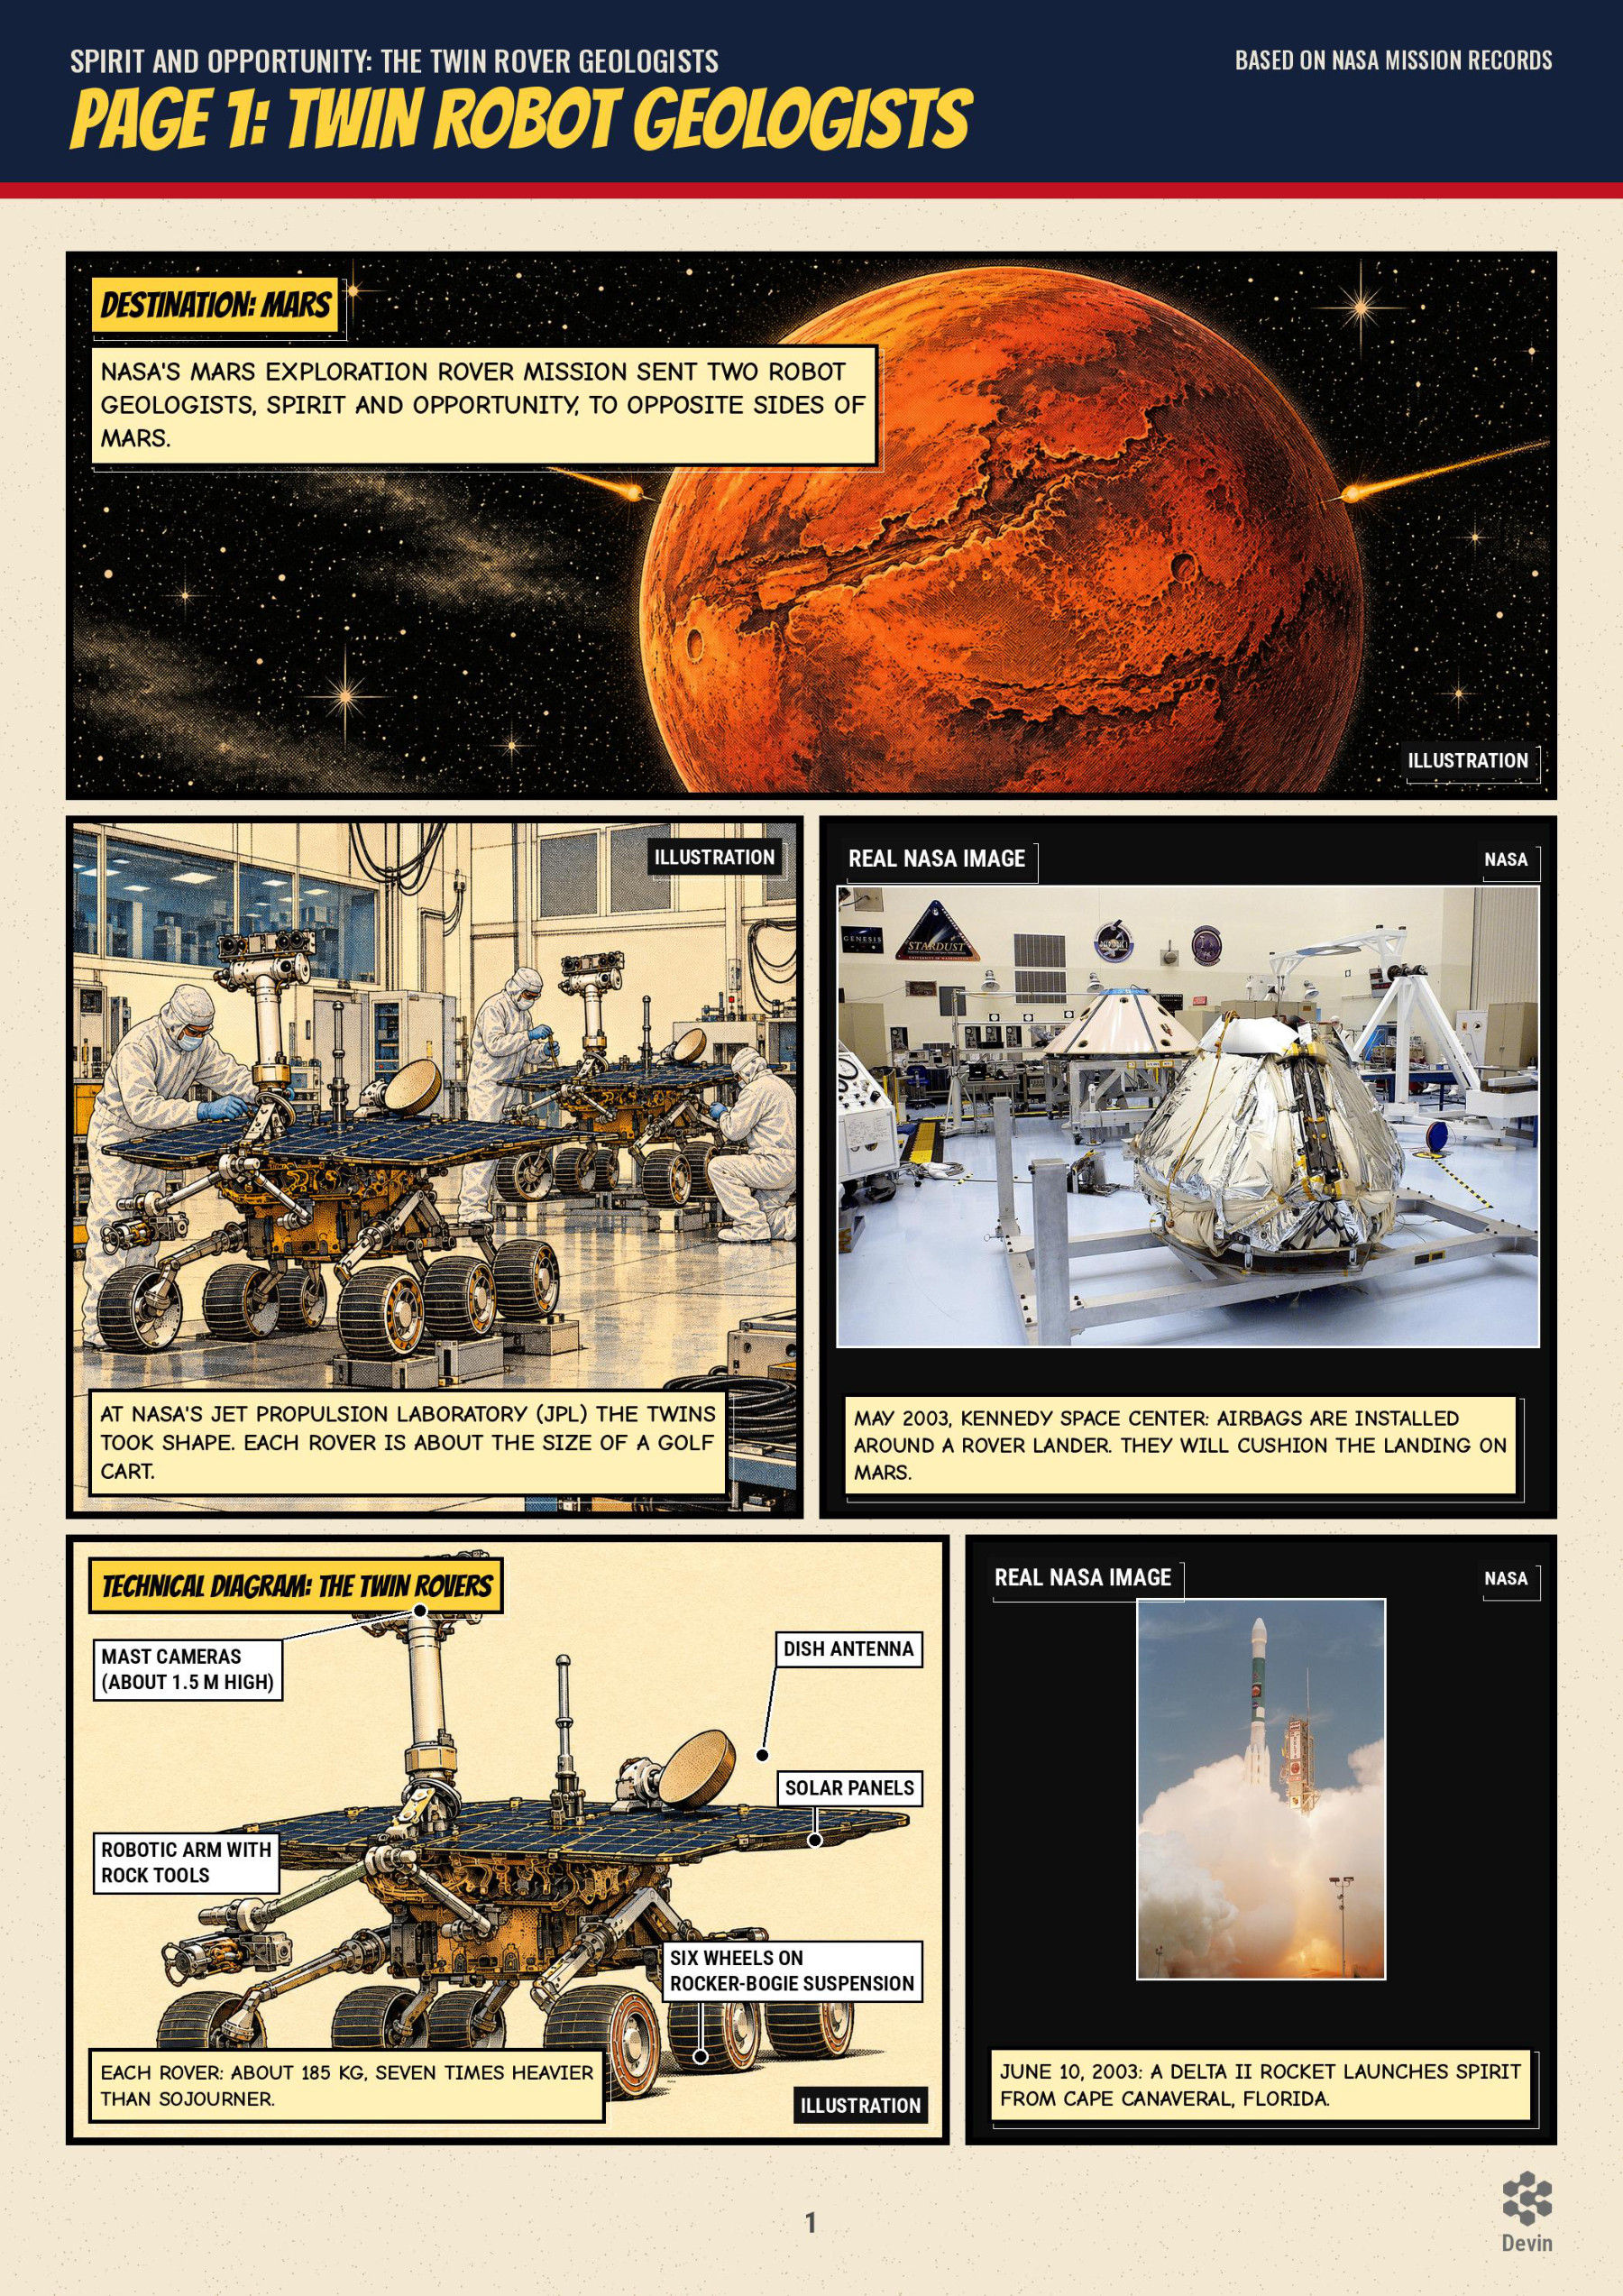 SPIRIT AND OPPORTUNITY: THE TWIN ROVER GEOLOGISTS
BASED ON NASA MISSION RECORDS
PAGE 1: TWIN ROBOT GEOLOGISTS
DESTINATION: MARS
NASA'S MARS EXPLORATION ROVER MISSION SENT TWO ROBOT
GEOLOGISTS, SPIRIT AND OPPORTUNITY, TO OPPOSITE SIDES OF
MARS.
ILLUSTRATION
ILLUSTRATION
AT NASA'S JET PROPULSION LABORATORY (JPL) THE TWINS
TOOK SHAPE. EACH ROVER IS ABOUT THE SIZE OF A GOLF
CART.
REAL NASA IMAGE
NASA
GENESIS
STARDUST
MAY 2003, KENNEDY SPACE CENTER: AIRBAGS ARE INSTALLED
AROUND A ROVER LANDER. THEY WILL CUSHION THE LANDING ON
MARS.
TECHNICAL DIAGRAM: THE TWIN ROVERS
MAST CAMERAS
(ABOUT 1.5 M HIGH)
DISH ANTENNA
SOLAR PANELS
ROBOTIC ARM WITH
ROCK TOOLS
SIX WHEELS ON
ROCKER-BOGIE SUSPENSION
EACH ROVER: ABOUT 185 KG, SEVEN TIMES HEAVIER
THAN SOJOURNER.
ILLUSTRATION
REAL NASA IMAGE
NASA
JUNE 10, 2003: A DELTA II ROCKET LAUNCHES SPIRIT
FROM CAPE CANAVERAL, FLORIDA.
1
Devin